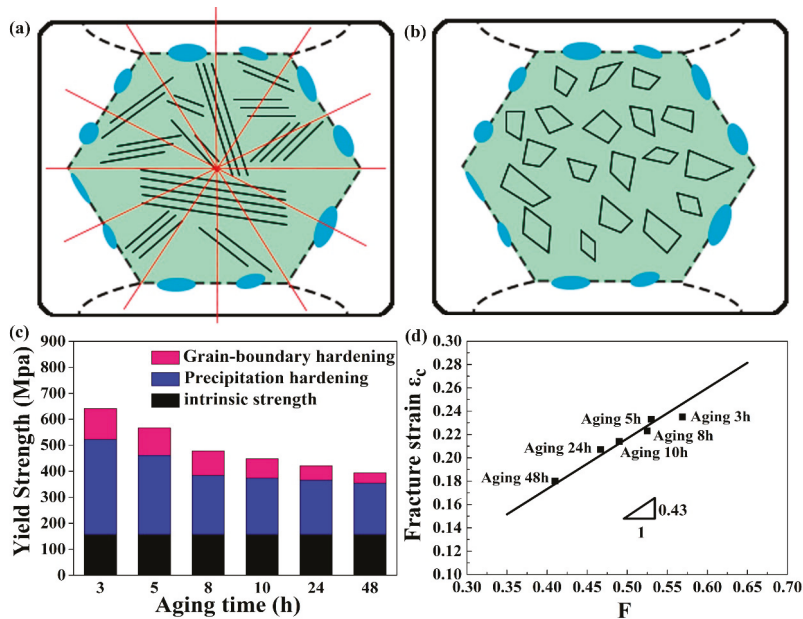 (a)
(b)
(c)
900
800
700
600
500
400
300
200
100
0
Yield Strength (Mpa)
Grain-boundary hardening
Precipitation hardening
intrinsic strength
3 5 8 10 24 48
Aging time (h)
(d)
0.30
0.28
0.26
0.24
0.22
0.20
0.18
0.16
0.14
0.12
0.10
Fracture strain εc
Aging 5h
Aging 3h
Aging 8h
Aging 24h
Aging 10h
Aging 48h
0.43
1
0.30 0.35 0.40 0.45 0.50 0.55 0.60 0.65 0.70
F